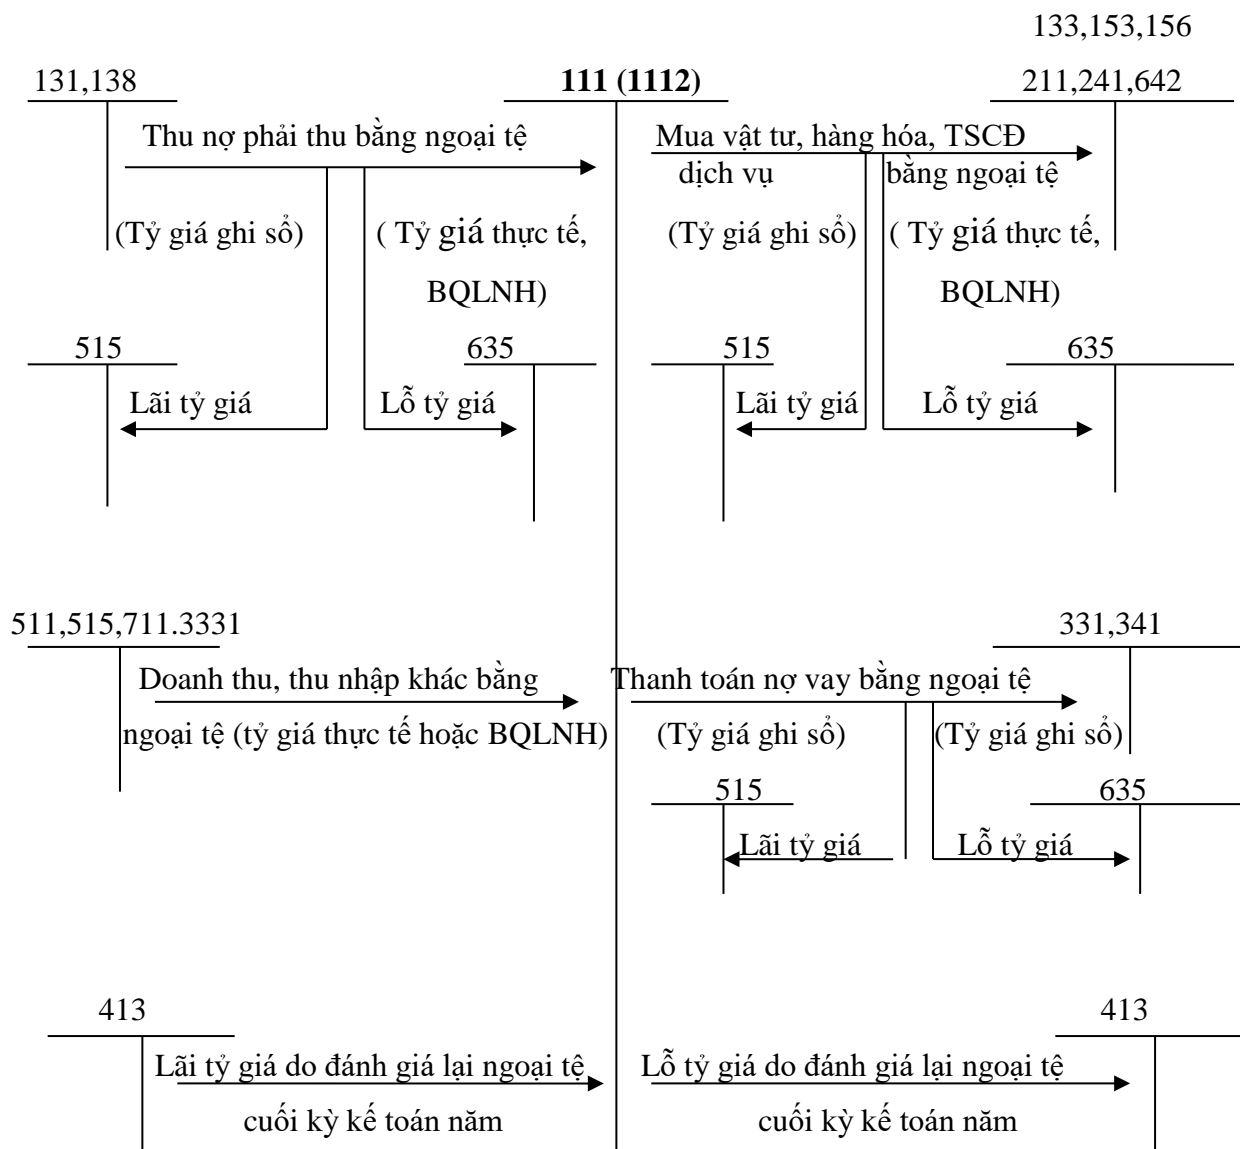 133,153,156
131,138
111 (1112)
211,241,642
Thu nợ phải thu bằng ngoại tệ
Mua vật tư, hàng hóa, TSCĐ
dịch vụ bằng ngoại tệ
(Tỷ giá ghi sổ)
( Tỷ giá thực tế,
BQLNH)
(Tỷ giá ghi sổ)
( Tỷ giá thực tế,
BQLNH)
515
635
515
635
Lãi tỷ giá
Lỗ tỷ giá
Lãi tỷ giá
Lỗ tỷ giá
511,515,711.3331
331,341
Doanh thu, thu nhập khác bằng
ngoại tệ (tỷ giá thực tế hoặc BQLNH)
Thanh toán nợ vay bằng ngoại tệ
(Tỷ giá ghi sổ)
(Tỷ giá ghi sổ)
515
635
Lãi tỷ giá
Lỗ tỷ giá
413
413
Lãi tỷ giá do đánh giá lại ngoại tệ
cuối kỳ kế toán năm
Lỗ tỷ giá do đánh giá lại ngoại tệ
cuối kỳ kế toán năm